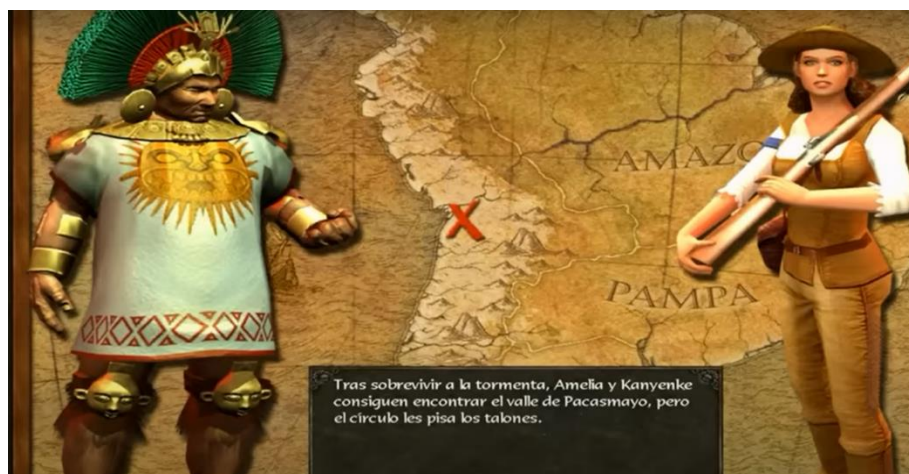 AMAZO
PAMPA
Tras sobrevivir a la tormenta, Amelia y Kanyenke
consiguen encontrar el valle de Pacasmayo, pero
el círculo les pisa los talones.